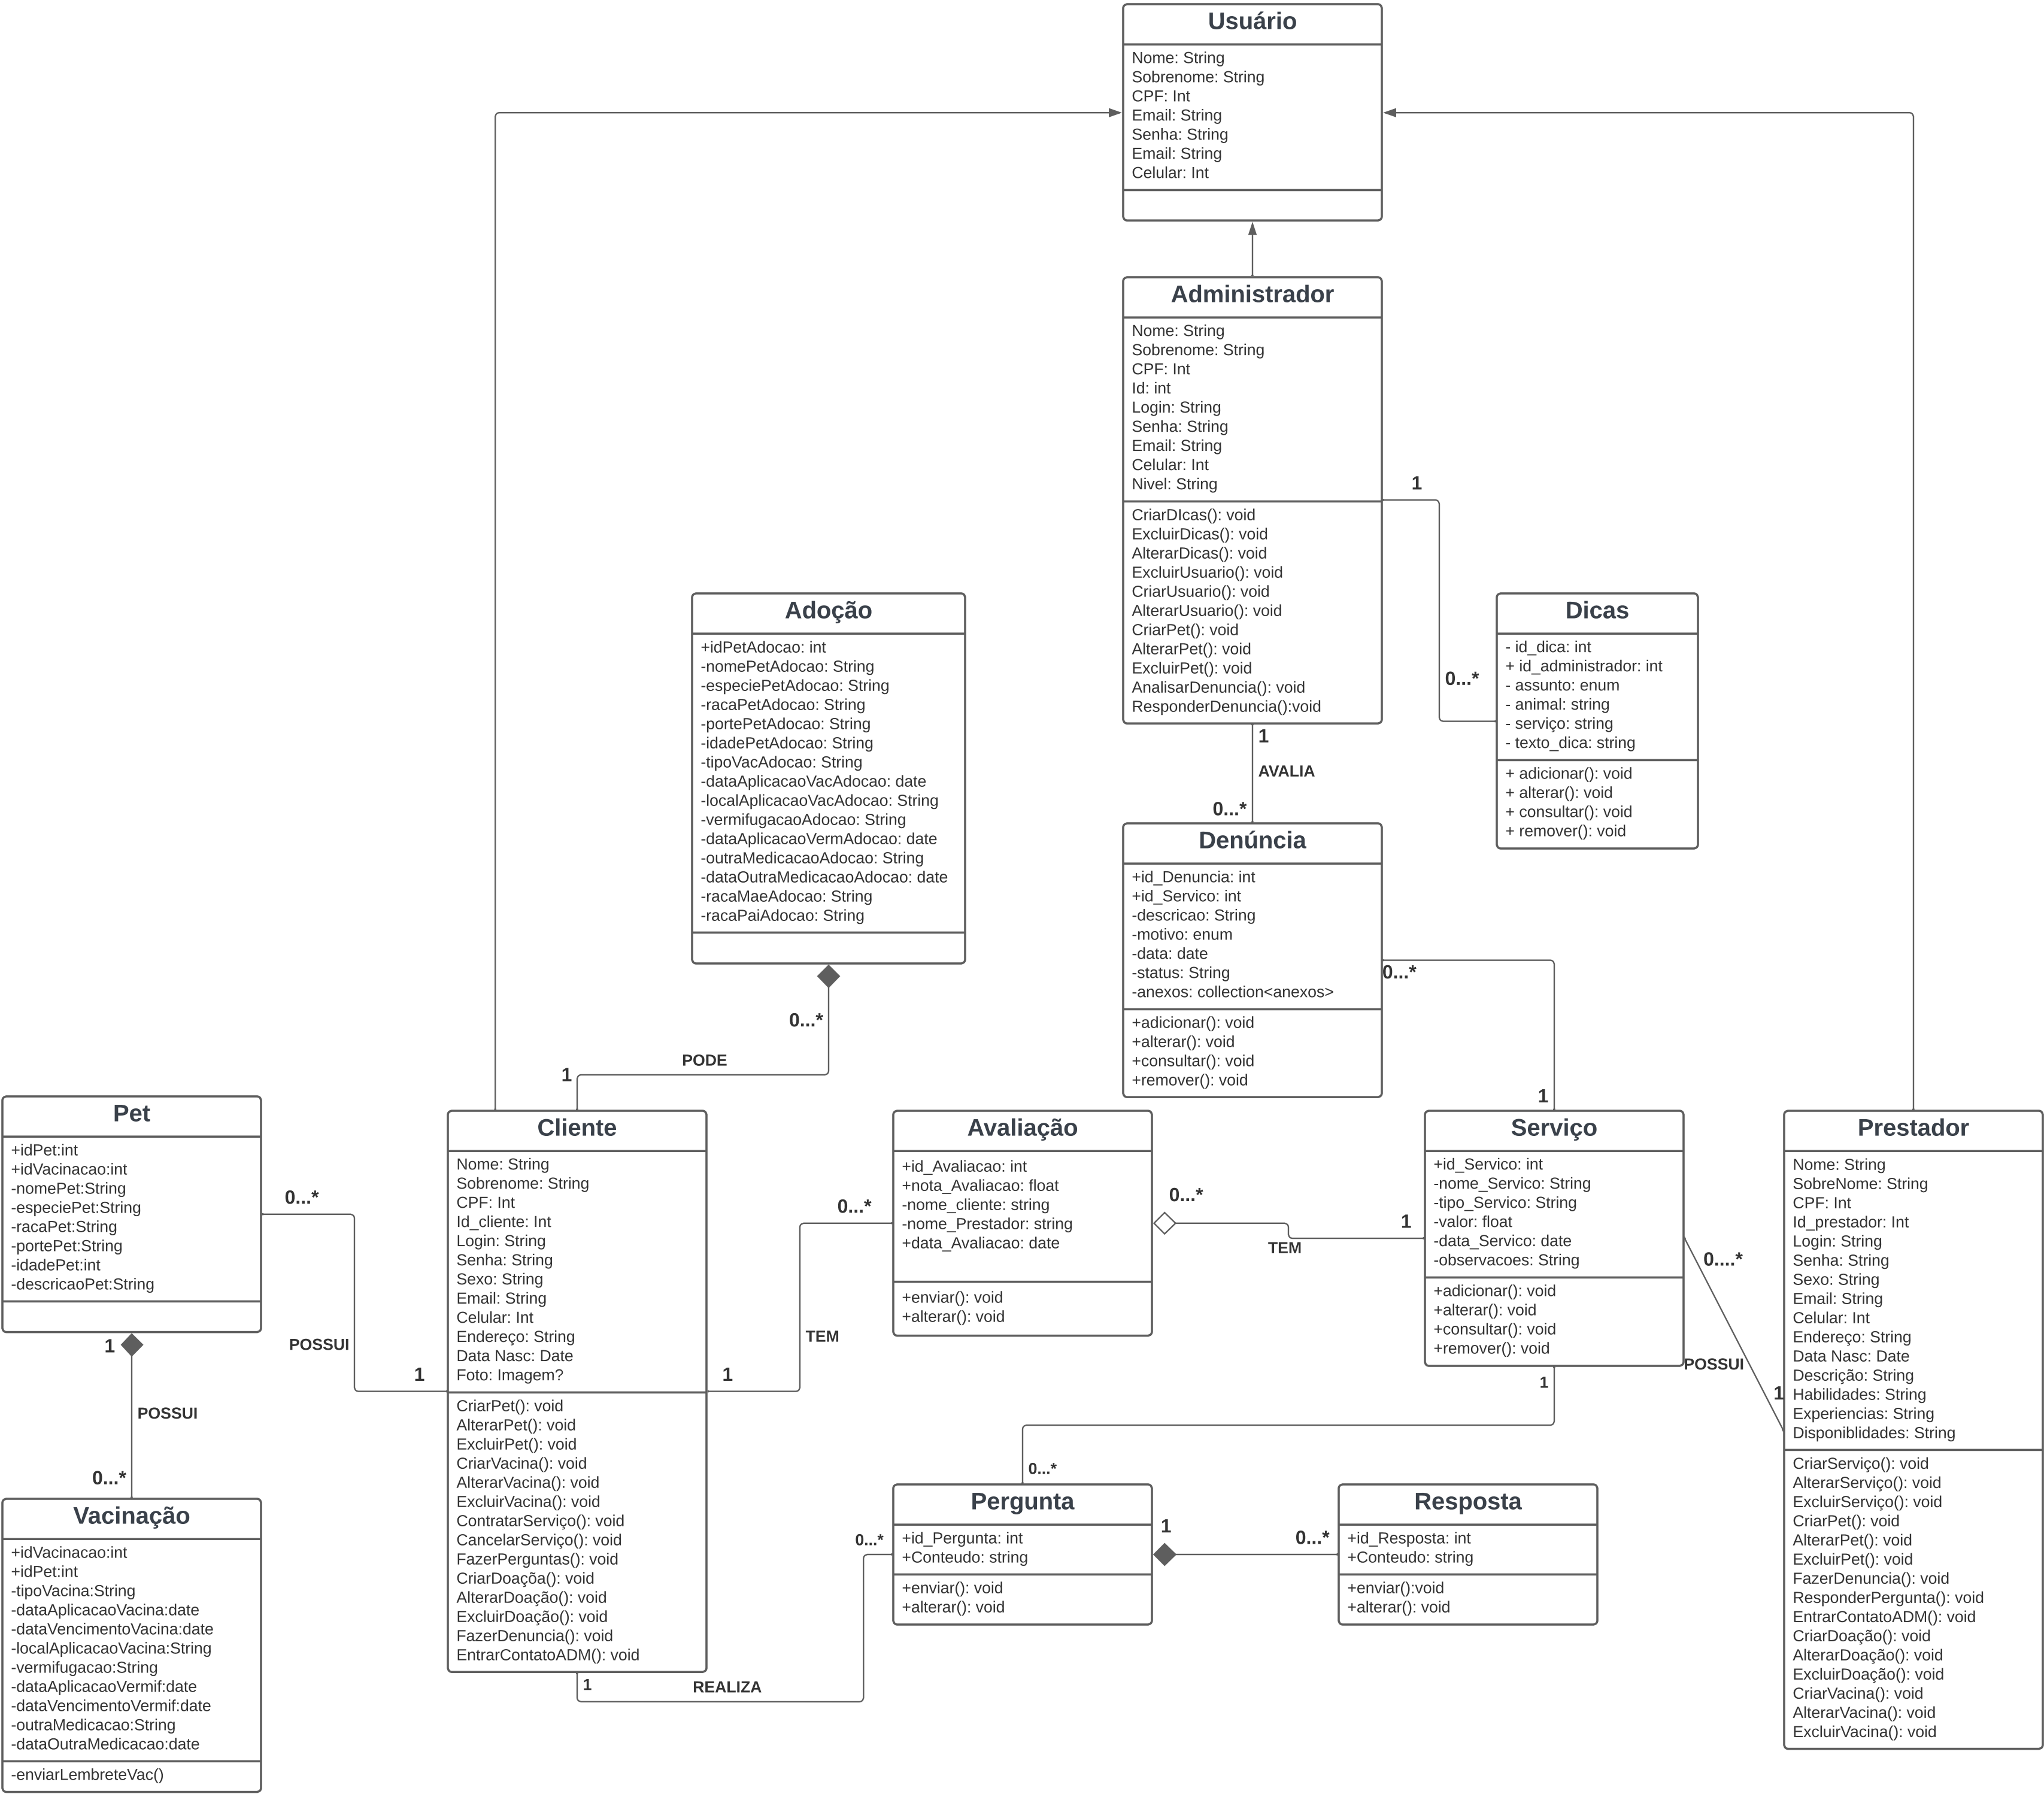 Usuário
Nome: String
Sobrenome: String
CPF: Int
Email: String
Senha: String
Email: String
Celular: Int
Administrador
Nome: String
Sobrenome: String
CPF: Int
Id: int
Login: String
Senha: String
Email: String
Celular: Int
Nivel: String
CriarDIcas(): void
ExcluirDicas(): void
AlterarDicas(): void
ExcluirUsuario(): void
CriarUsuario(): void
AlterarUsuario(): void
CriarPet(): void
AlterarPet(): void
ExcluirPet(): void
AnalisarDenuncia(): void
ResponderDenuncia():void
1
0...*
Dicas
- id_dica: int
+ id_administrador: int
- assunto: enum
- animal: string
- serviço: string
- texto_dica: string
+ adicionar(): void
+ alterar(): void
+ consultar(): void
+ remover(): void
1
AVALIA
0...*
Adoção
+idPetAdocao: int
-nomePetAdocao: String
-especiePetAdocao: String
-racaPetAdocao: String
-portePetAdocao: String
-idadePetAdocao: String
-tipoVacAdocao: String
-dataAplicacaoVacAdocao: date
-localAplicacaoVacAdocao: String
-vermifugacaoAdocao: String
-dataAplicacaoVermAdocao: date
-outraMedicacaoAdocao: String
-dataOutraMedicacaoAdocao: date
-racaMaeAdocao: String
-racaPaiAdocao: String
0...*
PODE
1
Denúncia
+id_Denuncia: int
+id_Servico: int
-descricao: String
-motivo: enum
-data: date
-status: String
-anexos: collection<anexos>
+adicionar(): void
+alterar(): void
+consultar(): void
+remover(): void
0...*
1
Pet
+idPet:int
+idVacinacao:int
-nomePet:String
-especiePet:String
-racaPet:String
-portePet:String
-idadePet:int
-descricaoPet:String
0...*
POSSUI
1
1
POSSUI
0...*
Vacinação
+idVacinacao:int
+idPet:int
-tipoVacina:String
-dataAplicacaoVacina:date
-dataVencimentoVacina:date
-localAplicacaoVacina:String
-vermifugacao:String
-dataAplicacaoVermif:date
-dataVencimentoVermif:date
-outraMedicacao:String
-dataOutraMedicacao:date
-enviarLembreteVac()
Cliente
Nome: String
Sobrenome: String
CPF: Int
Id_cliente: Int
Login: String
Senha: String
Sexo: String
Email: String
Celular: Int
Endereço: String
Data Nasc: Date
Foto: Imagem?
CriarPet(): void
AlterarPet(): void
ExcluirPet(): void
CriarVacina(): void
AlterarVacina(): void
ExcluirVacina(): void
ContratarServiço(): void
CancelarServiço(): void
FazerPerguntas(): void
CriarDoaçõa(): void
AlterarDoação(): void
ExcluirDoação(): void
FazerDenuncia(): void
EntrarContatoADM(): void
0...*
TEM
1
Avaliação
+id_Avaliacao: int
+nota_Avaliacao: float
-nome_cliente: string
-nome_Prestador: string
+data_Avaliacao: date
+enviar(): void
+alterar(): void
0...*
TEM
1
Serviço
+id_Servico: int
-nome_Servico: String
-tipo_Servico: String
-valor: float
-data_Servico: date
-observacoes: String
+adicionar(): void
+alterar(): void
+consultar(): void
+remover(): void
0....*
POSSUI
1
Prestador
Nome: String
SobreNome: String
CPF: Int
Id_prestador: Int
Login: String
Senha: String
Sexo: String
Email: String
Celular: Int
Endereço: String
Data Nasc: Date
Descrição: String
Habilidades: String
Experiencias: String
Disponiblidades: String
CriarServiço(): void
AlterarServiço(): void
ExcluirServiço(): void
CriarPet(): void
AlterarPet(): void
ExcluirPet(): void
FazerDenuncia(): void
ResponderPergunta(): void
EntrarContatoADM(): void
CriarDoação(): void
AlterarDoação(): void
ExcluirDoação(): void
CriarVacina(): void
AlterarVacina(): void
ExcluirVacina(): void
1
0...*
0...*
REALIZA
1
Pergunta
+id_Pergunta: int
+Conteudo: string
+enviar(): void
+alterar(): void
1
0...*
Resposta
+id_Resposta: int
+Conteudo: string
+enviar():void
+alterar(): void